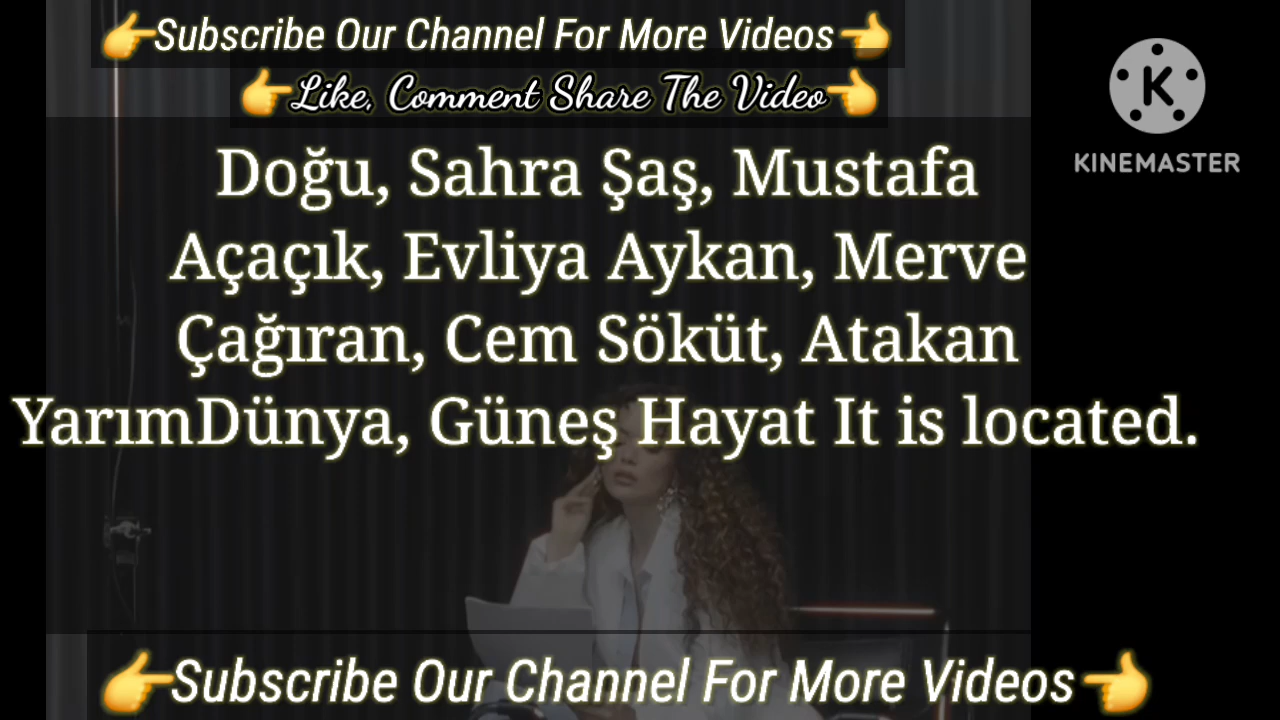 👉Subscribe Our Channel For More Videos👈
👉Like, Comment Share The Video👈
K
KINEMASTER
Doğu, Sahra Şaş, Mustafa
Açaçık, Evliya Aykan, Merve
Çağıran, Cem Söküt, Atakan
YarımDünya, Güneş Hayat It is located.
👉Subscribe Our Channel For More Videos👈